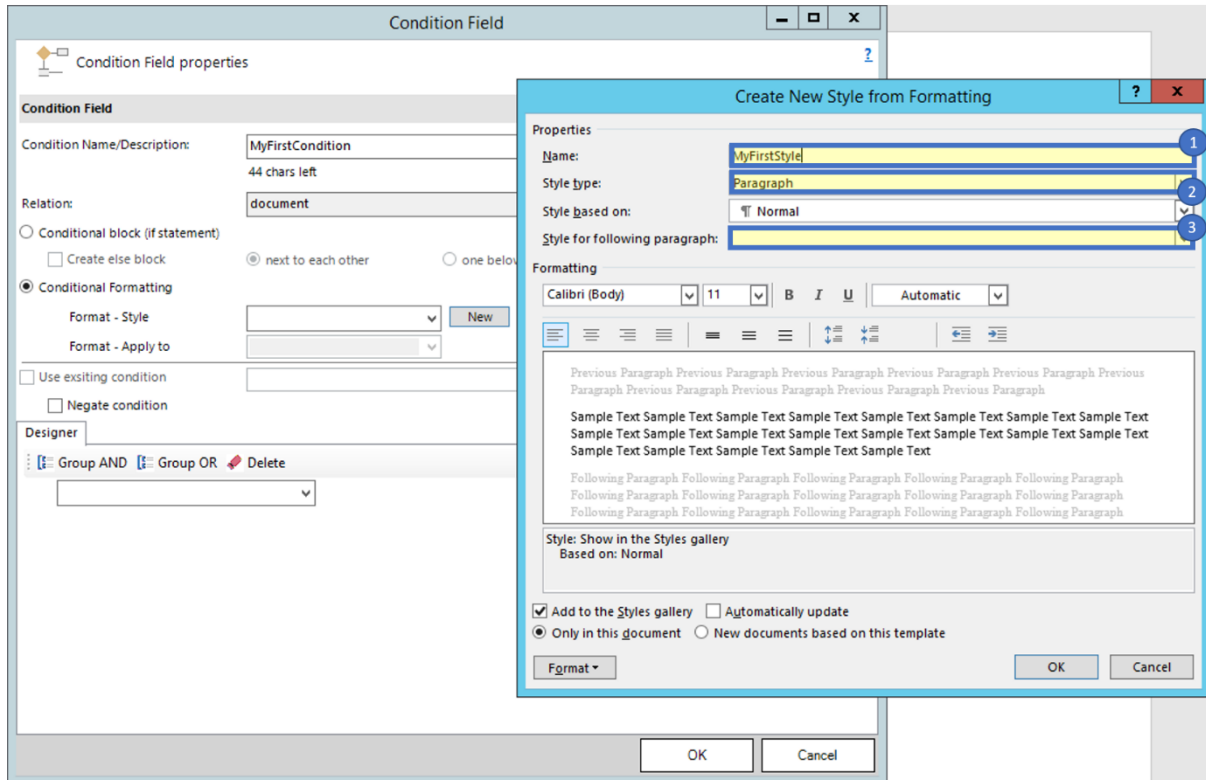 Condition Field
Condition Field properties
?
Condition Field
Condition Name/Description:
MyFirstCondition
44 chars left
Relation:
document
Conditional block (if statement)
Create else block
next to each other
one below
Conditional Formatting
Format - Style
New
Format - Apply to
Use exsiting condition
Negate condition
Designer
Group AND
Group OR
Delete
OK
Cancel
Create New Style from Formatting
?
Properties
Name:
MyFirstStyle
1
Style type:
Paragraph
2
Style based on:
¶ Normal
Style for following paragraph:
3
Formatting
Calibri (Body)
11
B I U
Automatic
Previous Paragraph Previous Paragraph Previous Paragraph Previous Paragraph Previous Paragraph Previous
Paragraph Previous Paragraph Previous Paragraph Previous Paragraph Previous Paragraph
Sample Text Sample Text Sample Text Sample Text Sample Text Sample Text Sample Text Sample Text
Sample Text Sample Text Sample Text Sample Text Sample Text Sample Text Sample Text Sample Text
Sample Text Sample Text Sample Text Sample Text Sample Text
Following Paragraph Following Paragraph Following Paragraph Following Paragraph Following Paragraph
Following Paragraph Following Paragraph Following Paragraph Following Paragraph Following Paragraph
Following Paragraph Following Paragraph Following Paragraph Following Paragraph Following Paragraph
Style: Show in the Styles gallery
Based on: Normal
Add to the Styles gallery
Automatically update
Only in this document
New documents based on this template
Format
OK
Cancel